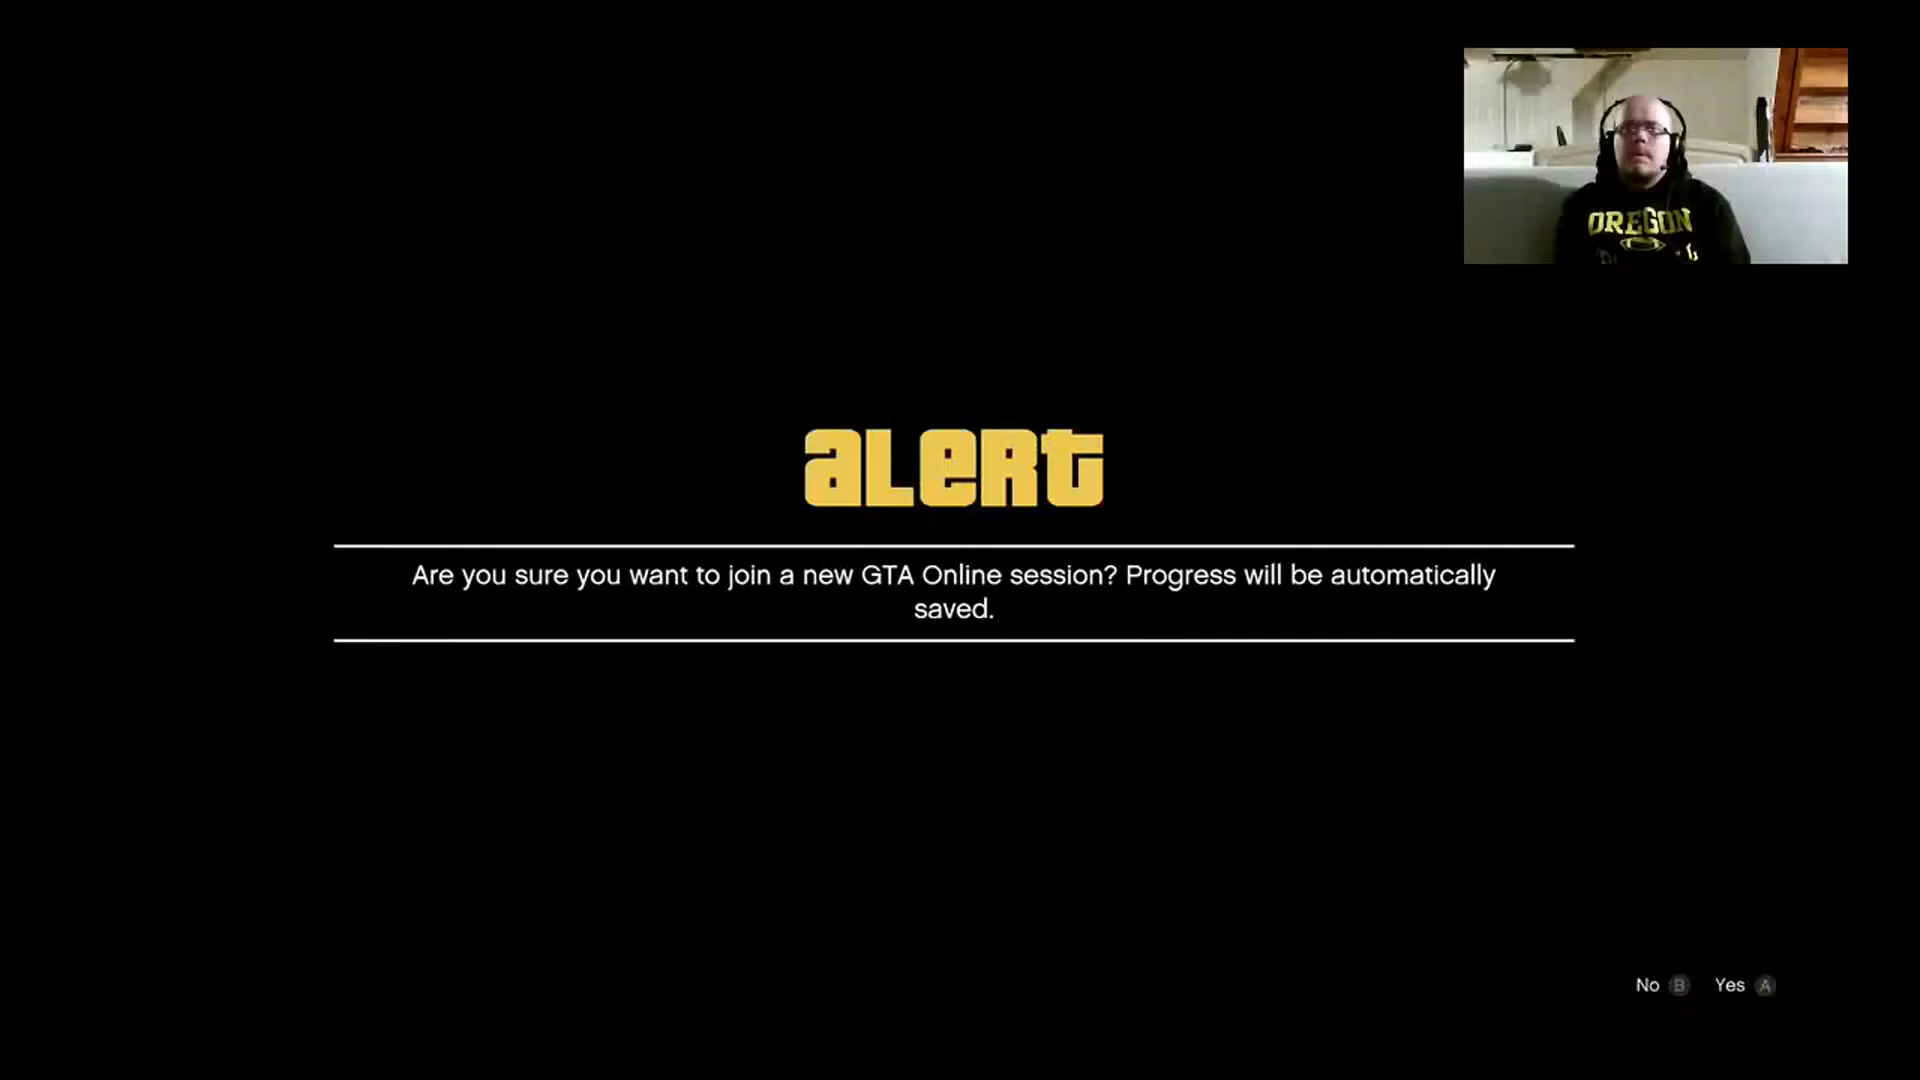 OREGON
aLeRt
Are you sure you want to join a new GTA Online session? Progress will be automatically
saved.
No B Yes A